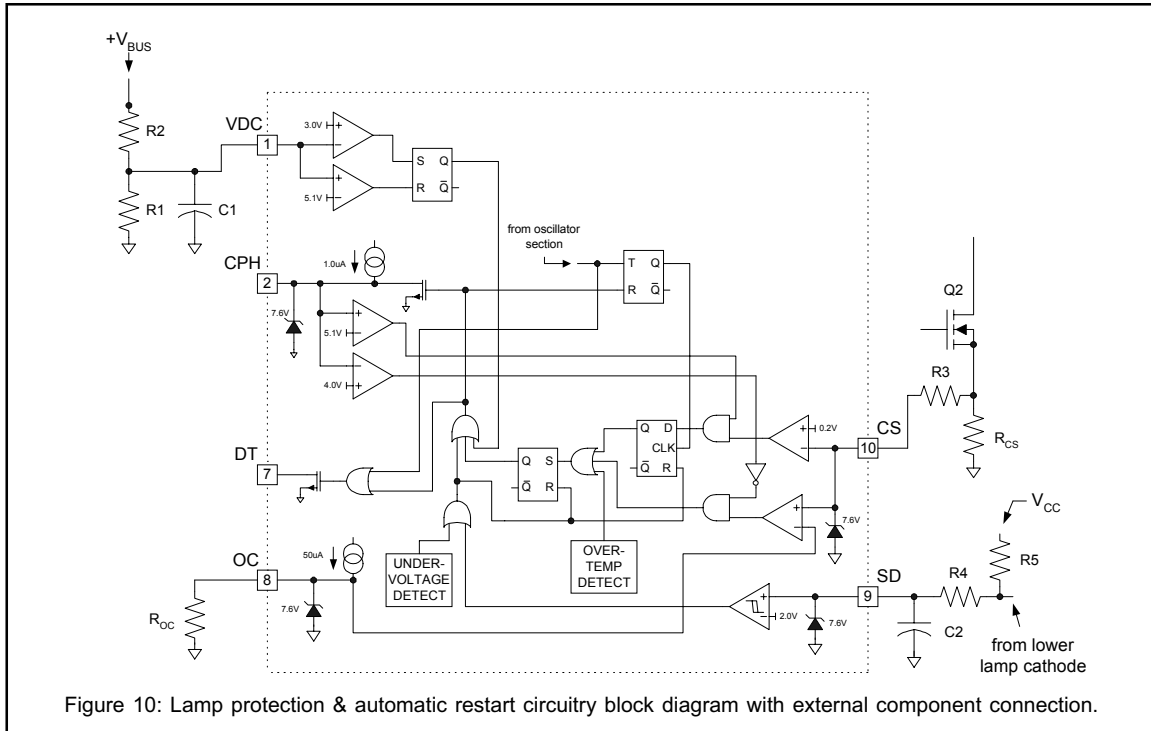 +VBUS
R2
VDC
1
3.0V
+
−
S Q
R Q̅
+
5.1V
−
R1
C1
from oscillator
section
CPH
2
1.0uA
T Q
R Q̅
7.6V
+
5.1V
−
−
4.0V
+
Q2
R3
RCS
CS
10
+
0.2V
−
Q D
CLK
Q̅ R
Q S
Q̅ R
DT
7
+
−
7.6V
VCC
R5
OC
8
50uA
7.6V
ROC
UNDER-
VOLTAGE
DETECT
OVER-
TEMP
DETECT
SD
9
R4
+
−
2.0V
7.6V
C2
from lower
lamp cathode
Figure 10: Lamp protection & automatic restart circuitry block diagram with external component connection.